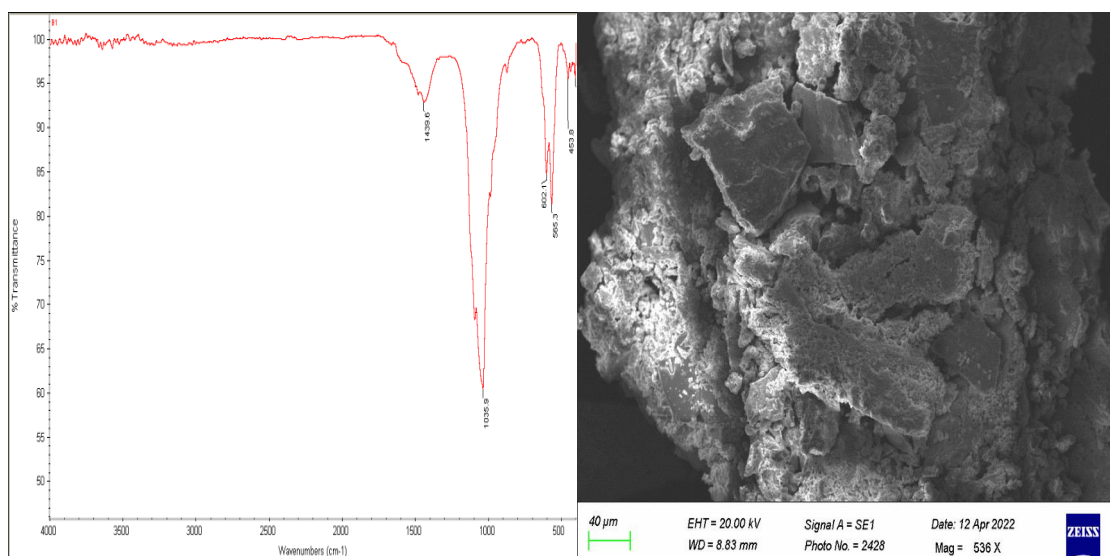 B1
100
95
90
85
80
75
70
65
60
55
50
% Transmittance
1439.6
1035.9
602.1
565.3
453.8
4000
3500
3000
2500
2000
1500
1000
500
Wavenumbers (cm-1)
40 µm
EHT = 20.00 kV
Signal A = SE1
Date: 12 Apr 2022
WD = 8.83 mm
Photo No. = 2428
Mag = 536 X
ZEISS